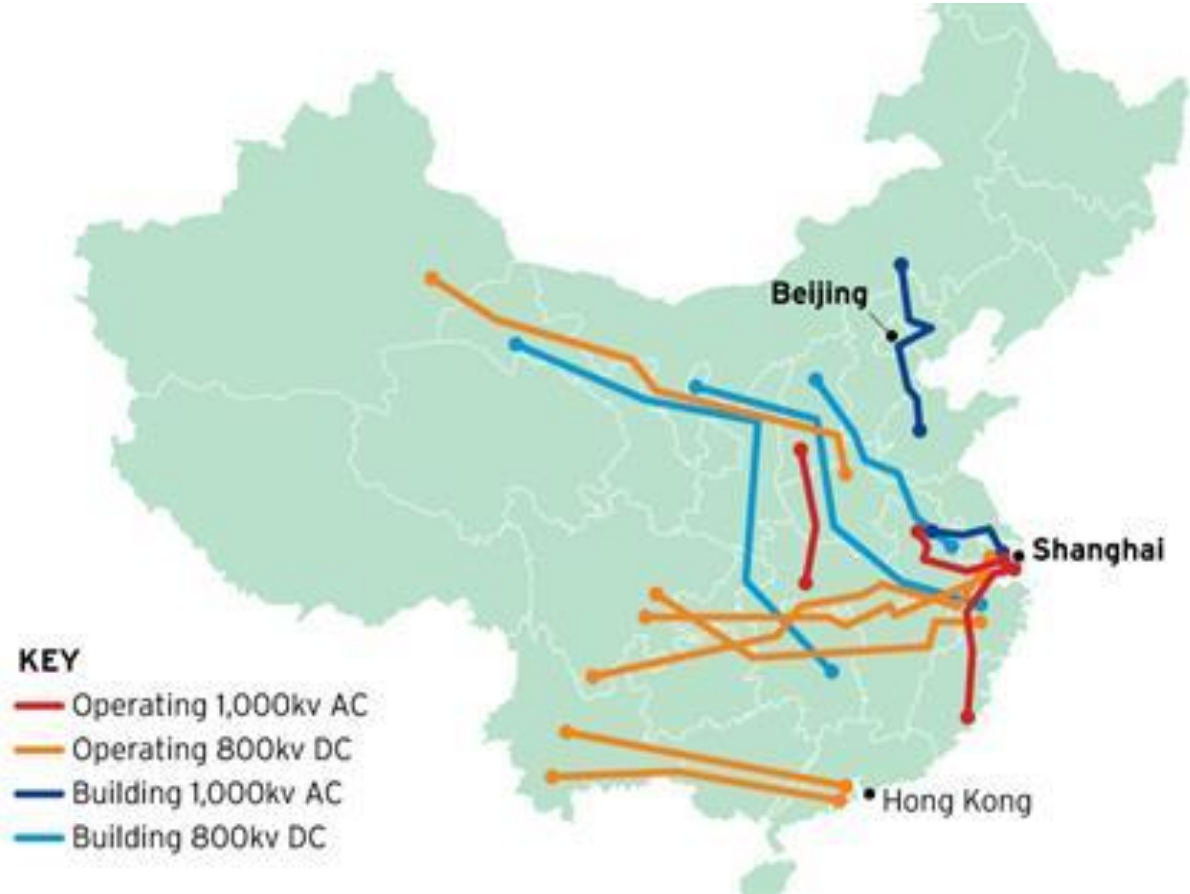 Beijing
Shanghai
KEY
Operating 1,000kv AC
Operating 800kv DC
Building 1,000kv AC
Building 800kv DC
Hong Kong